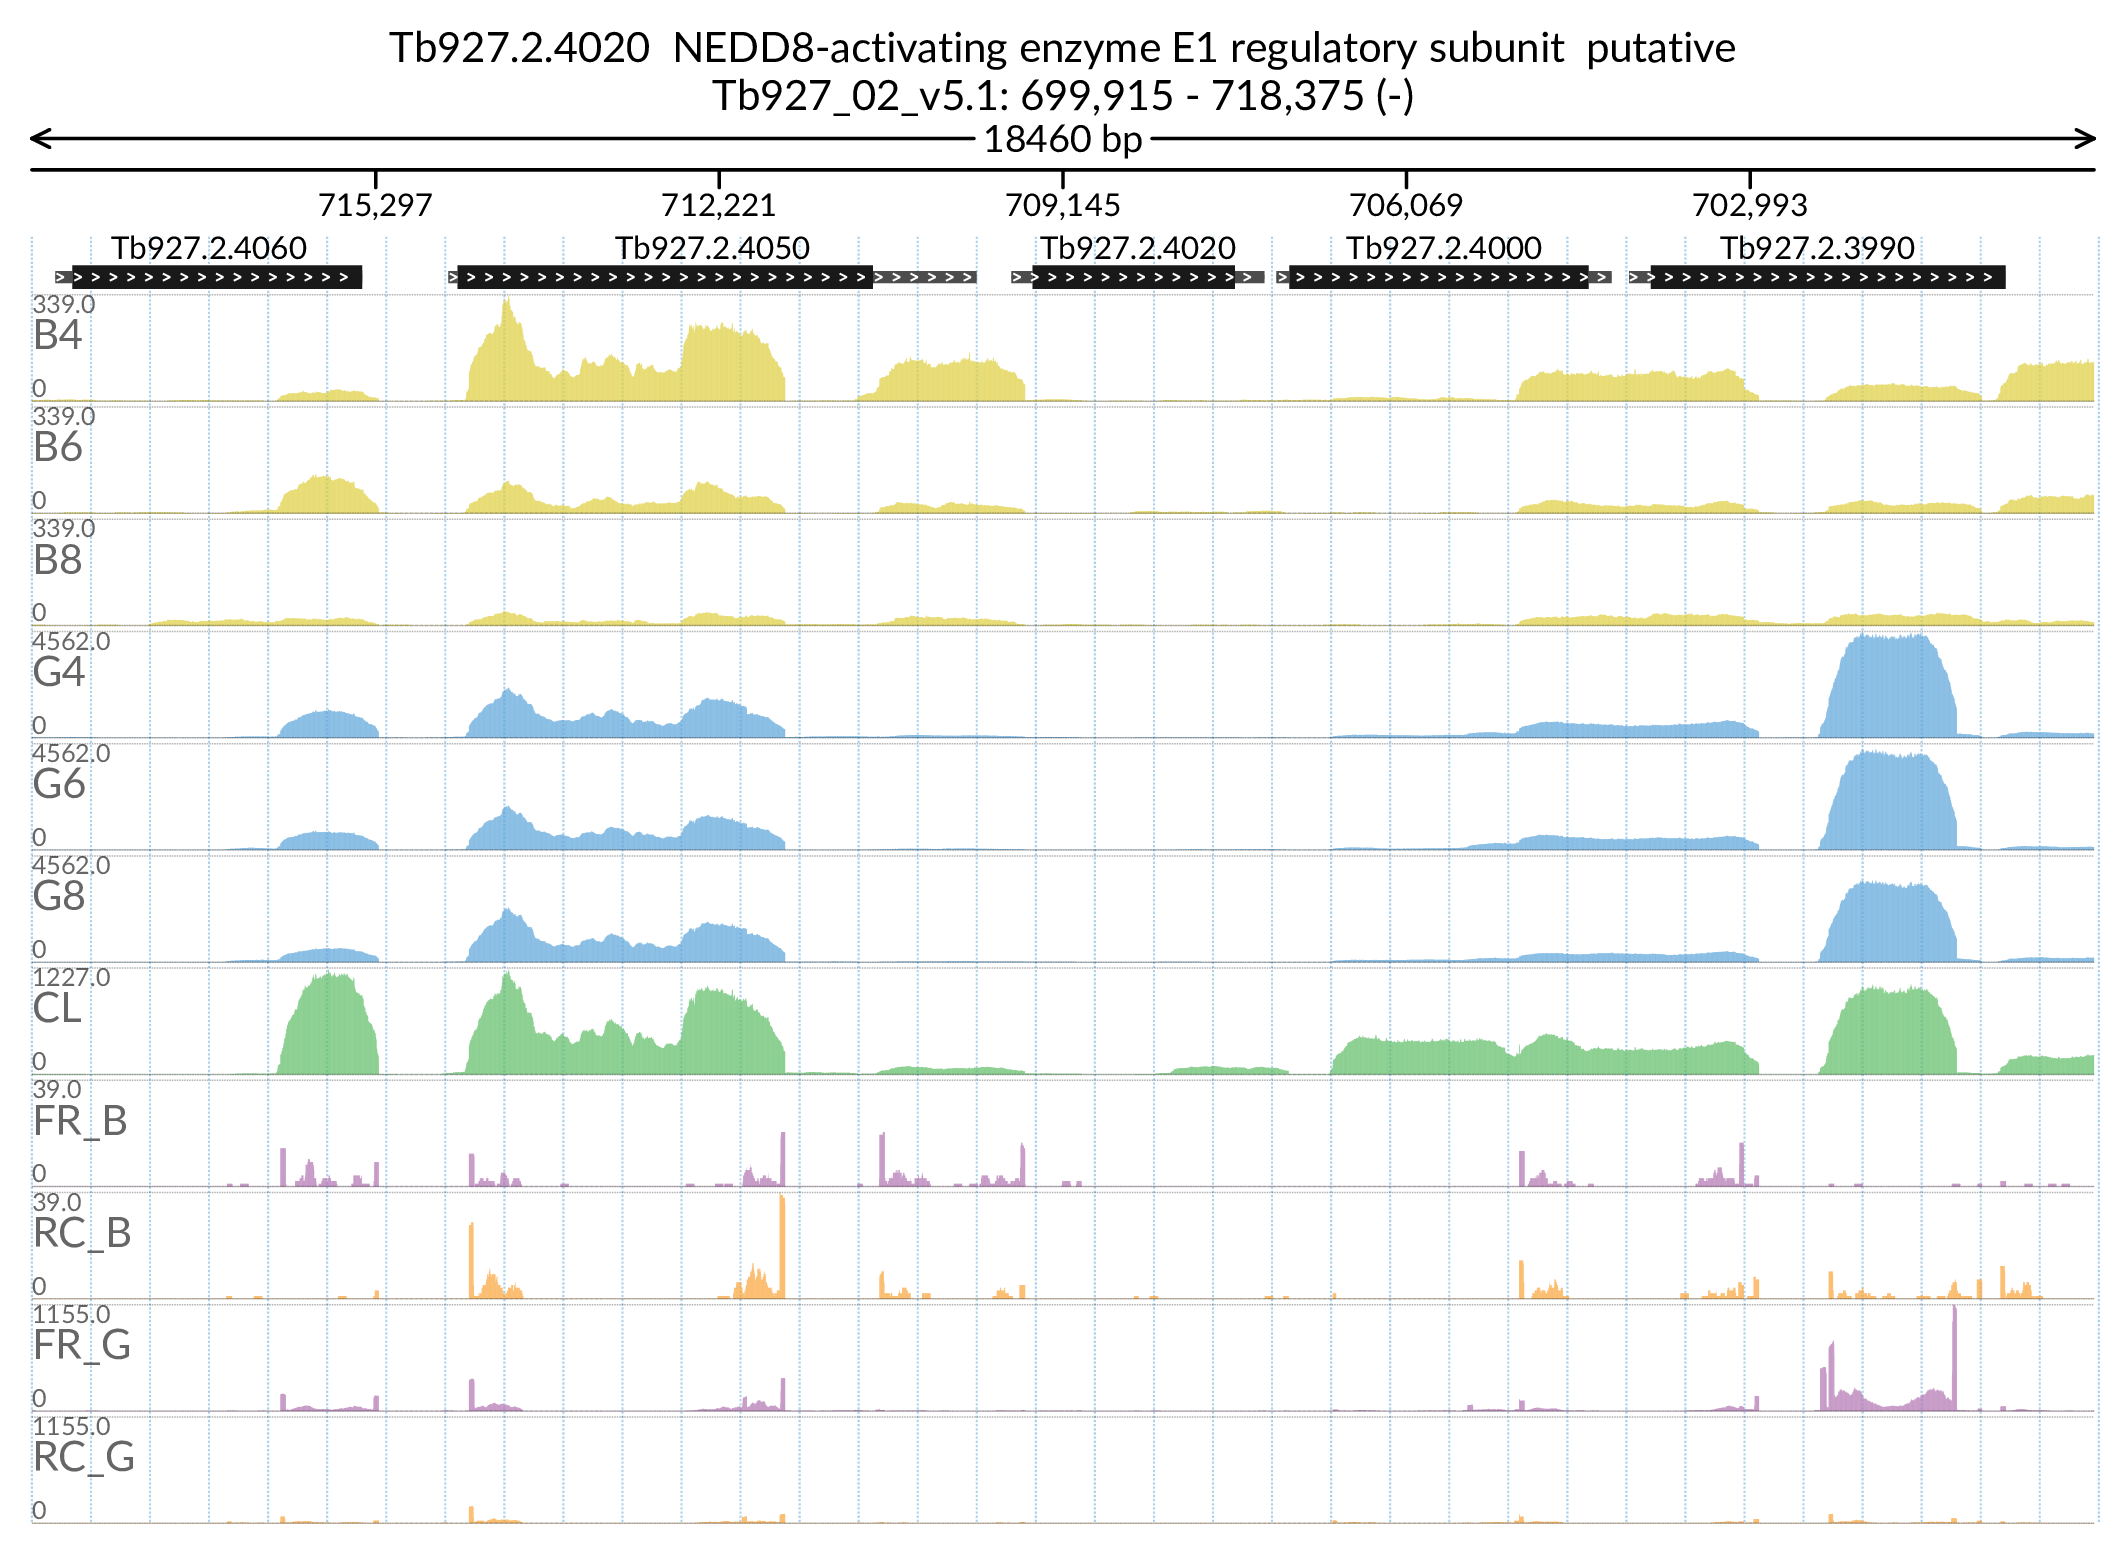 Tb927.2.4020 NEDD8-activating enzyme E1 regulatory subunit putative
Tb927_02_v5.1: 699,915 - 718,375 (-)
18460 bp
715,297 712,221 709,145 706,069 702,993
Tb927.2.4060 Tb927.2.4050 Tb927.2.4020 Tb927.2.4000 Tb927.2.3990
339.0
B4
0
339.0
B6
0
339.0
B8
0
4562.0
G4
0
4562.0
G6
0
4562.0
G8
0
1227.0
CL
0
39.0
FR_B
0
39.0
RC_B
0
1155.0
FR_G
0
1155.0
RC_G
0